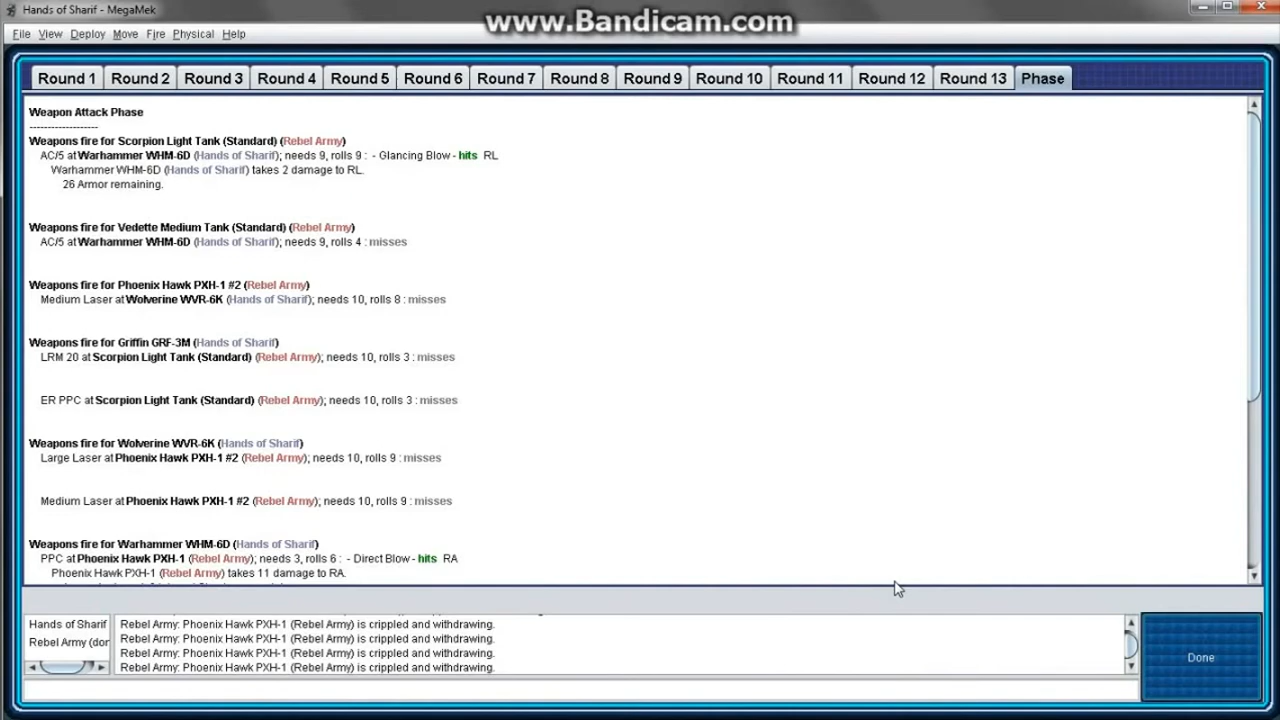 Hands of Sharif - MegaMek
www.Bandicam.com
File View Deploy Move Fire Physical Help
Round 1 Round 2 Round 3 Round 4 Round 5 Round 6 Round 7 Round 8 Round 9 Round 10 Round 11 Round 12 Round 13 Phase
Weapon Attack Phase
-------------------
Weapons fire for Scorpion Light Tank (Standard) (Rebel Army)
AC/5 at Warhammer WHM-6D (Hands of Sharif); needs 9, rolls 9 : - Glancing Blow - hits RL
Warhammer WHM-6D (Hands of Sharif) takes 2 damage to RL.
26 Armor remaining.
Weapons fire for Vedette Medium Tank (Standard) (Rebel Army)
AC/5 at Warhammer WHM-6D (Hands of Sharif); needs 9, rolls 4 : misses
Weapons fire for Phoenix Hawk PXH-1 #2 (Rebel Army)
Medium Laser at Wolverine WVR-6K (Hands of Sharif); needs 10, rolls 8 : misses
Weapons fire for Griffin GRF-3M (Hands of Sharif)
LRM 20 at Scorpion Light Tank (Standard) (Rebel Army); needs 10, rolls 3 : misses
ER PPC at Scorpion Light Tank (Standard) (Rebel Army); needs 10, rolls 3 : misses
Weapons fire for Wolverine WVR-6K (Hands of Sharif)
Large Laser at Phoenix Hawk PXH-1 #2 (Rebel Army); needs 10, rolls 9 : misses
Medium Laser at Phoenix Hawk PXH-1 #2 (Rebel Army); needs 10, rolls 9 : misses
Weapons fire for Warhammer WHM-6D (Hands of Sharif)
PPC at Phoenix Hawk PXH-1 (Rebel Army); needs 3, rolls 6 : - Direct Blow - hits RA
Phoenix Hawk PXH-1 (Rebel Army) takes 11 damage to RA.
Hands of Sharif
Rebel Army (dor
Rebel Army: Phoenix Hawk PXH-1 (Rebel Army) is crippled and withdrawing.
Rebel Army: Phoenix Hawk PXH-1 (Rebel Army) is crippled and withdrawing.
Rebel Army: Phoenix Hawk PXH-1 (Rebel Army) is crippled and withdrawing.
Rebel Army: Phoenix Hawk PXH-1 (Rebel Army) is crippled and withdrawing.
Done